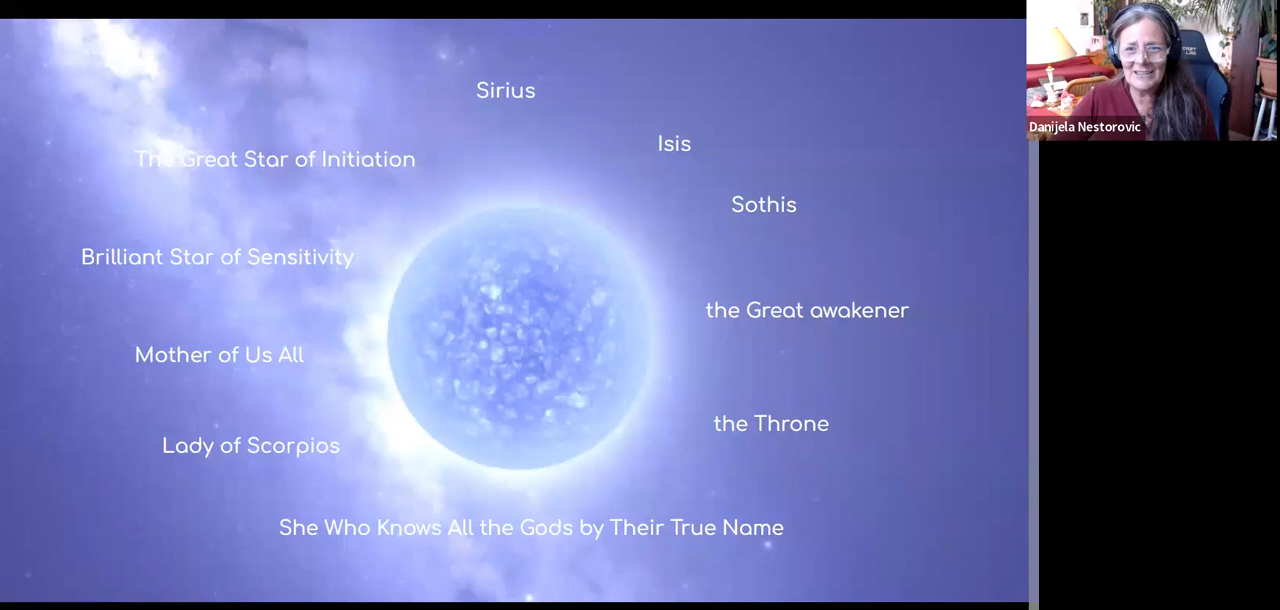 Sirius
Isis
The Great Star of Initiation
Sothis
Brilliant Star of Sensitivity
the Great awakener
Mother of Us All
the Throne
Lady of Scorpios
She Who Knows All the Gods by Their True Name
Danijela Nestorovic